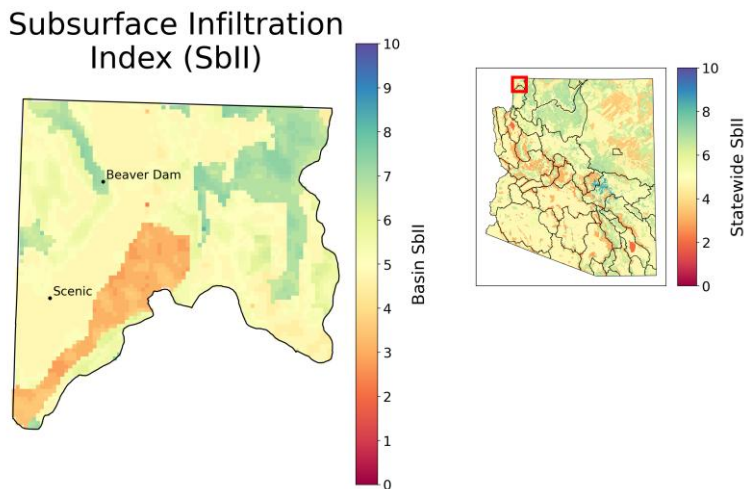 Subsurface Infiltration
Index (SbII)
Beaver Dam
Scenic
10
9
8
7
6
5
4
3
2
1
0
Basin SbII
10
8
6
4
2
0
Statewide SbII